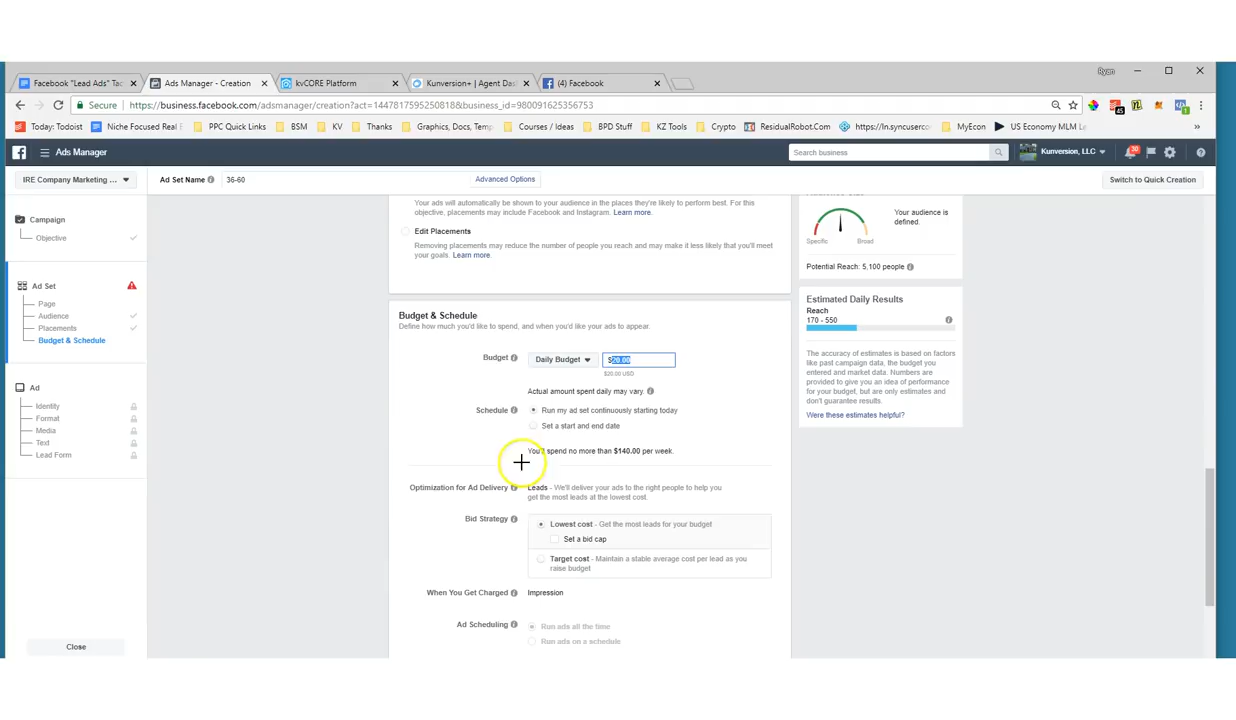 Ryan
Facebook "Lead Ads" Tac
Ads Manager - Creation
kvCORE Platform
Kunversion+ | Agent Das
(4) Facebook
Secure | https://business.facebook.com/adsmanager/creation?act=1447817595250818&business_id=980091625356753
45
1
Today: Todoist
Niche Focused Real E
PPC Quick Links
BSM
KV
Thanks
Graphics, Docs, Temp
Courses / Ideas
BPD Stuff
KZ Tools
Crypto
ResidualRobot.Com
https://ln.syncuserco
MyEcon
US Economy MLM Le
»
Ads Manager
Search business
Kunversion, LLC
30
IRE Company Marketing ...
Ad Set Name
36-60
Advanced Options
Switch to Quick Creation
Campaign
Objective
Ad Set
Page
Audience
Placements
Budget & Schedule
Ad
Identity
Format
Media
Text
Lead Form
Close
Your ads will automatically be shown to your audience in the places they're likely to perform best. For this
objective, placements may include Facebook and Instagram. Learn more.
Edit Placements
Removing placements may reduce the number of people you reach and may make it less likely that you'll meet
your goals. Learn more.
Budget & Schedule
Define how much you'd like to spend, and when you'd like your ads to appear.
Budget
Daily Budget
$20.00
$20.00 USD
Actual amount spent daily may vary.
Schedule
Run my ad set continuously starting today
Set a start and end date
You'll spend no more than $140.00 per week.
Optimization for Ad Delivery
Leads - We'll deliver your ads to the right people to help you
get the most leads at the lowest cost.
Bid Strategy
Lowest cost - Get the most leads for your budget
Set a bid cap
Target cost - Maintain a stable average cost per lead as you
raise budget
When You Get Charged
Impression
Ad Scheduling
Run ads all the time
Run ads on a schedule
Specific
Broad
Your audience is
defined.
Potential Reach: 5,100 people
Estimated Daily Results
Reach
170 - 550
The accuracy of estimates is based on factors
like past campaign data, the budget you
entered and market data. Numbers are
provided to give you an idea of performance
for your budget, but are only estimates and
don't guarantee results.
Were these estimates helpful?